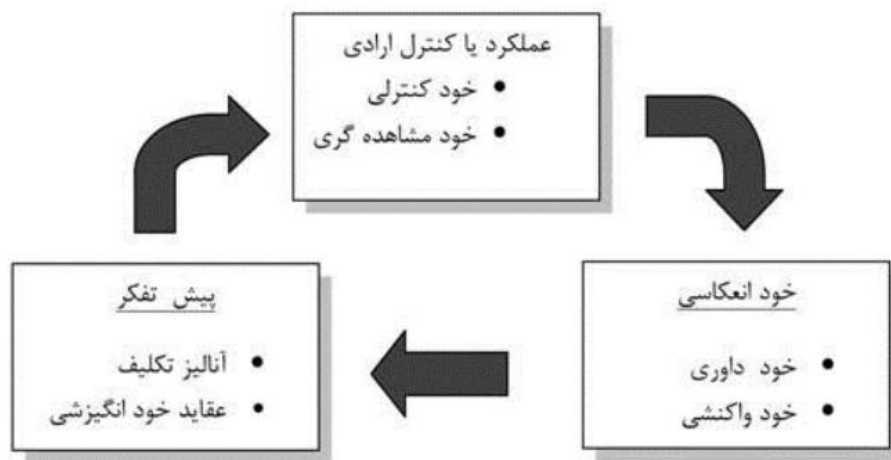 عملکرد یا کنترل ارادی
• خود کنترلی
• خود مشاهده گری
خود انعکاسی
• خود داوری
• خود واکنشی
پیش تفکر
• آنالیز تکلیف
• عقاید خود انگیزشی